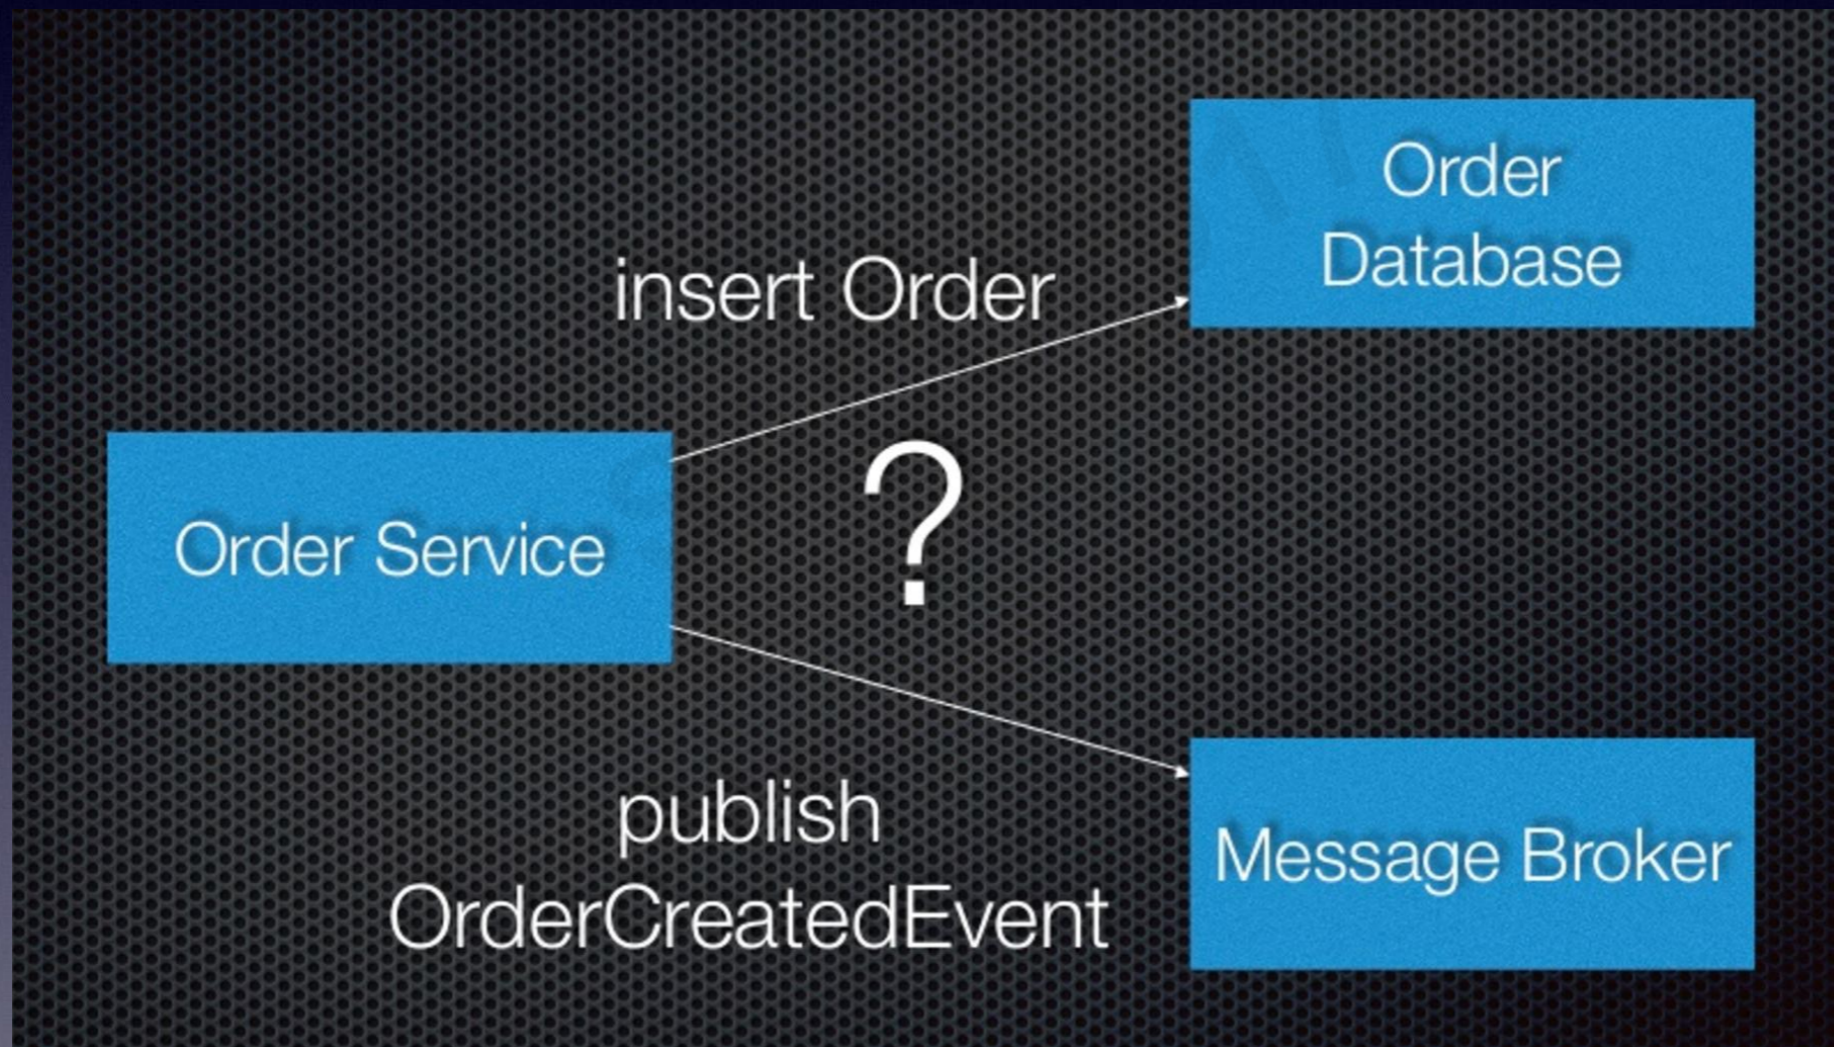 Order
Database
insert Order
?
Order Service
publish
OrderCreatedEvent
Message Broker